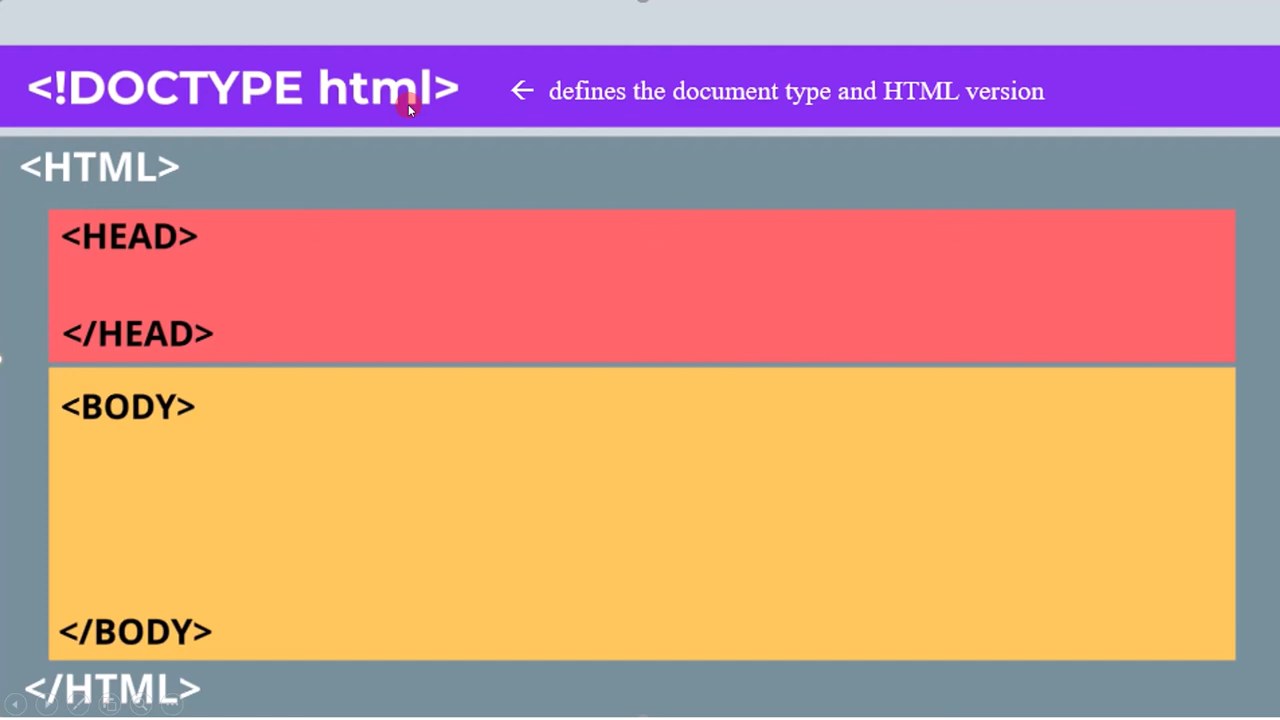 <!DOCTYPE html> ← defines the document type and HTML version
<HTML>
<HEAD>
</HEAD>
<BODY>
</BODY>
</HTML>